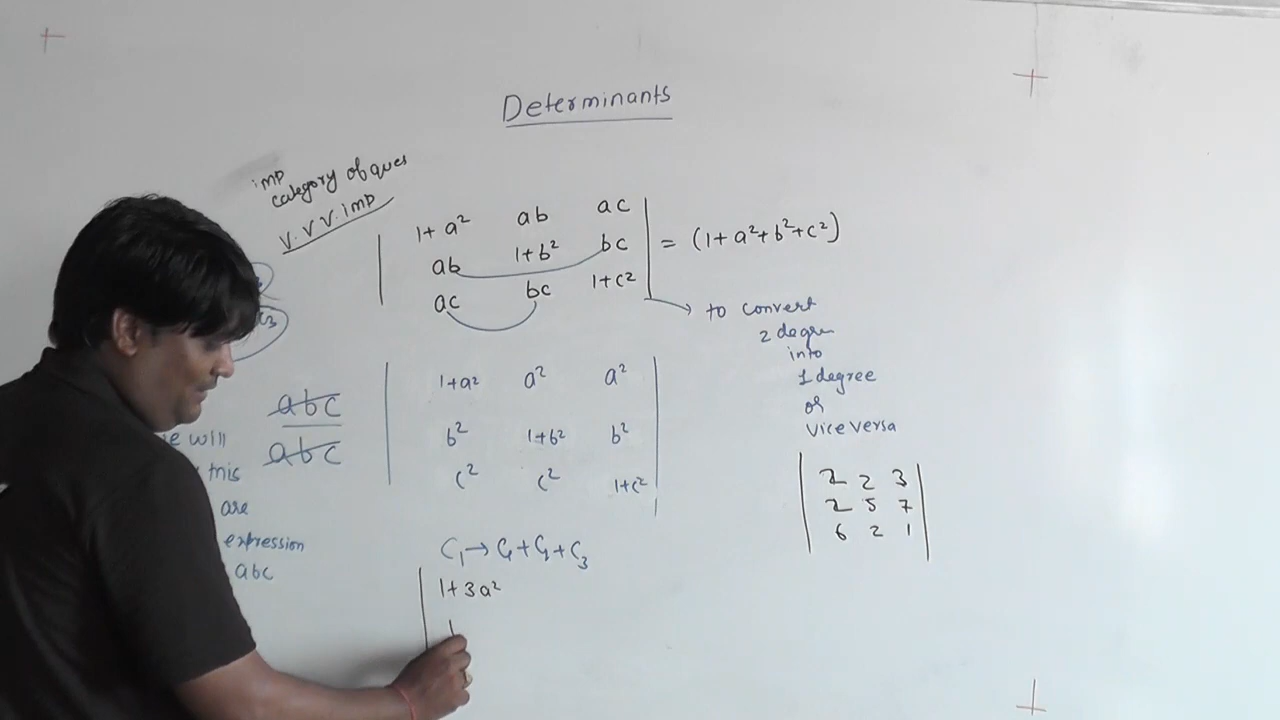 Determinants
imp
category of ques
V.V.V.imp
| 1+a² ab ac |
| ab 1+b² bc | = (1+a²+b²+c²)
| ac bc 1+c² |
to convert
2 degree
into
1 degree
or
vice versa
C₃
abc
abc
will
this
are
expression
abc
| 1+a² a² a² |
| b² 1+b² b² |
| c² c² 1+c² |
| 2 2 3 |
| 2 5 7 |
| 6 2 1 |
C₁→C₁+C₂+C₃
| 1+3a²